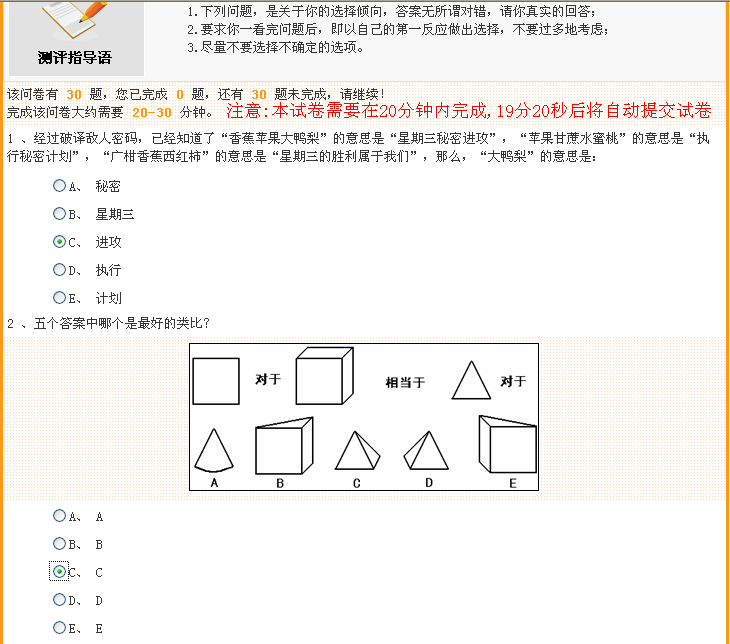 1.下列问题，是关于你的选择倾向，答案无所谓对错，请你真实的回答；
2.要求你一看完问题后，即以自己的第一反应做出选择，不要过多地考虑；
3.尽量不要选择不确定的选项。
测评指导语
该问卷有 30 题，您已完成 0 题，还有 30 题未完成，请继续！
完成该问卷大约需要 20-30 分钟。 注意:本试卷需要在20分钟内完成,19分20秒后将自动提交试卷
1 、经过破译敌人密码，已经知道了“香蕉苹果大鸭梨”的意思是“星期三秘密进攻”，“苹果甘蔗水蜜桃”的意思是“执
行秘密计划”，“广柑香蕉西红柿”的意思是“星期三的胜利属于我们”，那么，“大鸭梨”的意思是：
A、 秘密
B、 星期三
C、 进攻
D、 执行
E、 计划
2 、五个答案中哪个是最好的类比？
对于 相当于 对于
A B C D E
A、 A
B、 B
C、 C
D、 D
E、 E